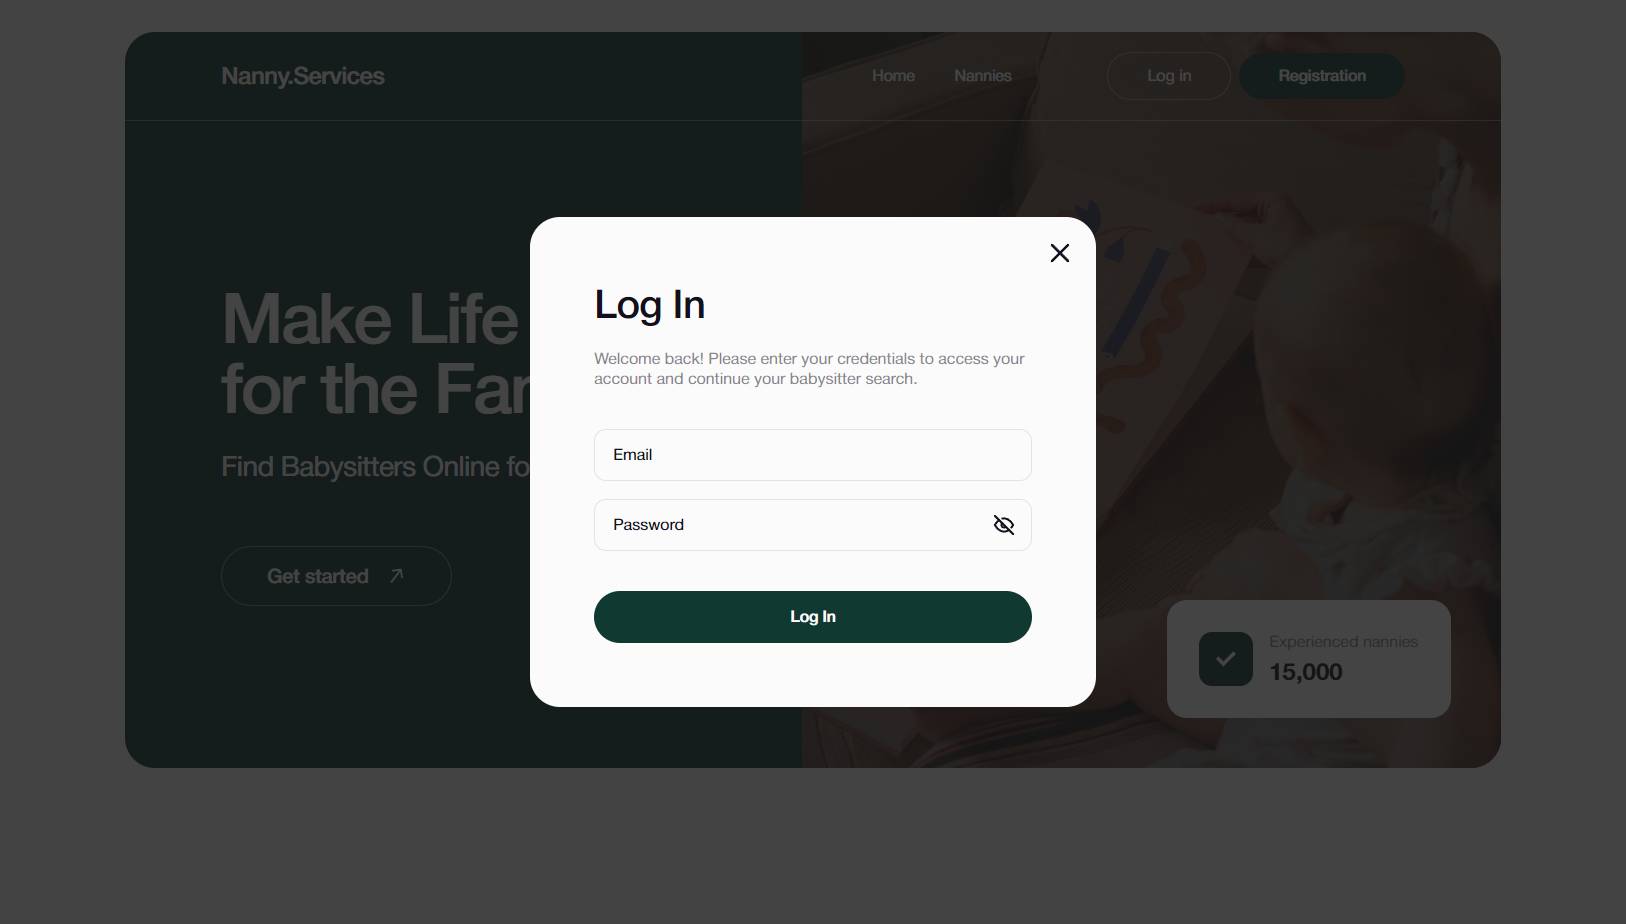 Nanny.Services
Home
Nannies
Log in
Registration
Make Life
for the
Find Babysitters Online
Get started
Log In
Welcome back! Please enter your credentials to access your
account and continue your babysitter search.
Email
Password
Log In
Experienced nannies
15,000